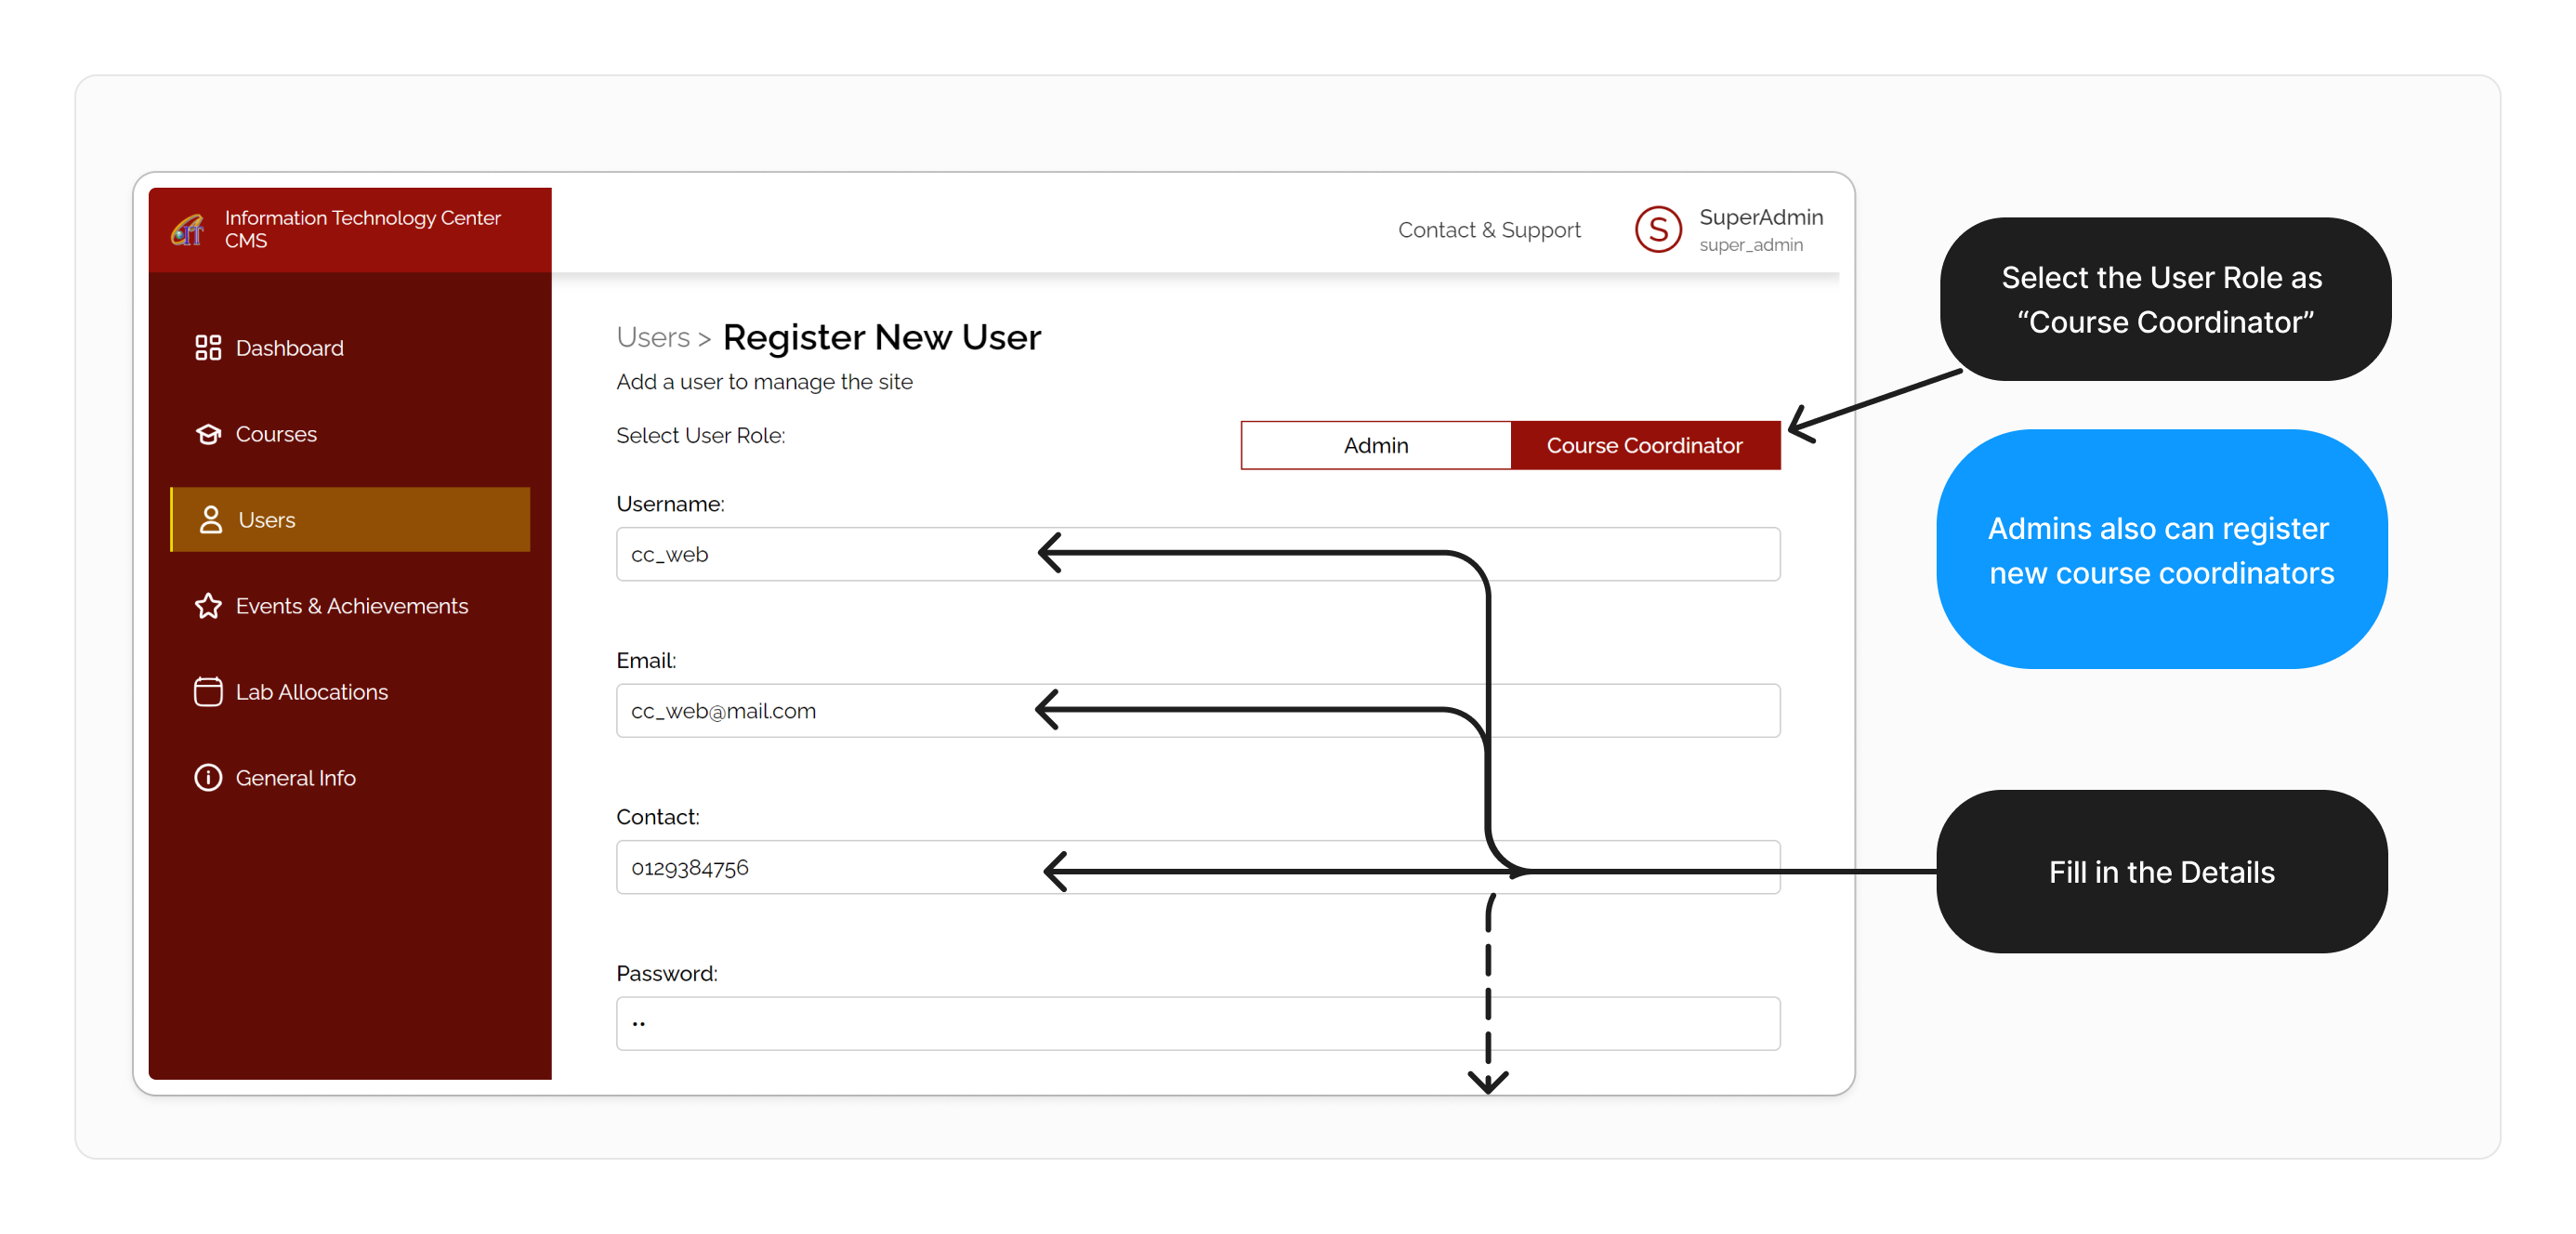 Information Technology Center
CMS
Contact & Support
S
SuperAdmin
super_admin
Dashboard
Courses
Users
Events & Achievements
Lab Allocations
General Info
Users > Register New User
Add a user to manage the site
Select User Role:
Admin
Course Coordinator
Username:
cc_web
Email:
cc_web@mail.com
Contact:
0129384756
Password:
••
Select the User Role as
“Course Coordinator”
Admins also can register
new course coordinators
Fill in the Details